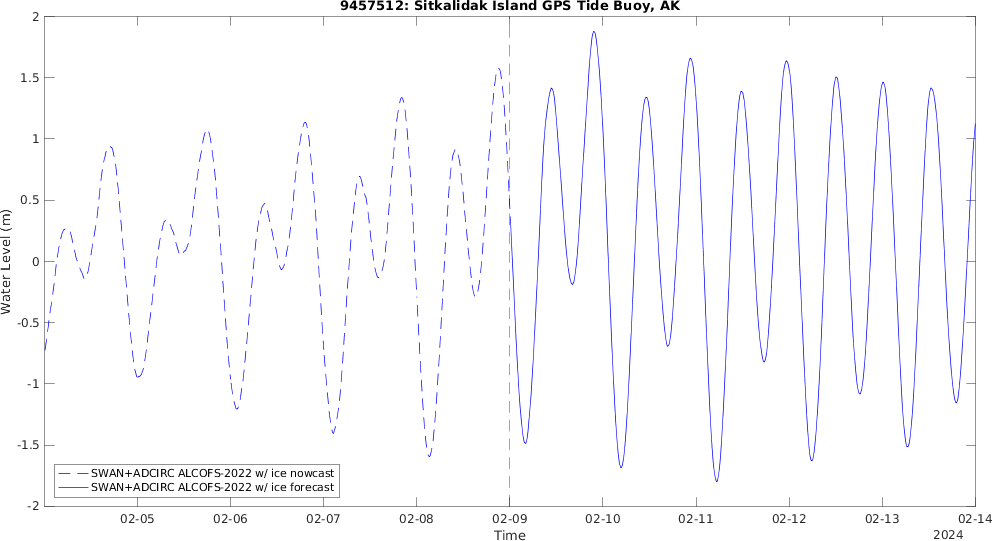 9457512: Sitkalidak Island GPS Tide Buoy, AK
Water Level (m)
2
1.5
1
0.5
0
-0.5
-1
-1.5
-2
SWAN+ADCIRC ALCOFS-2022 w/ ice nowcast
SWAN+ADCIRC ALCOFS-2022 w/ ice forecast
02-05 02-06 02-07 02-08 02-09 02-10 02-11 02-12 02-13 02-14
Time
2024